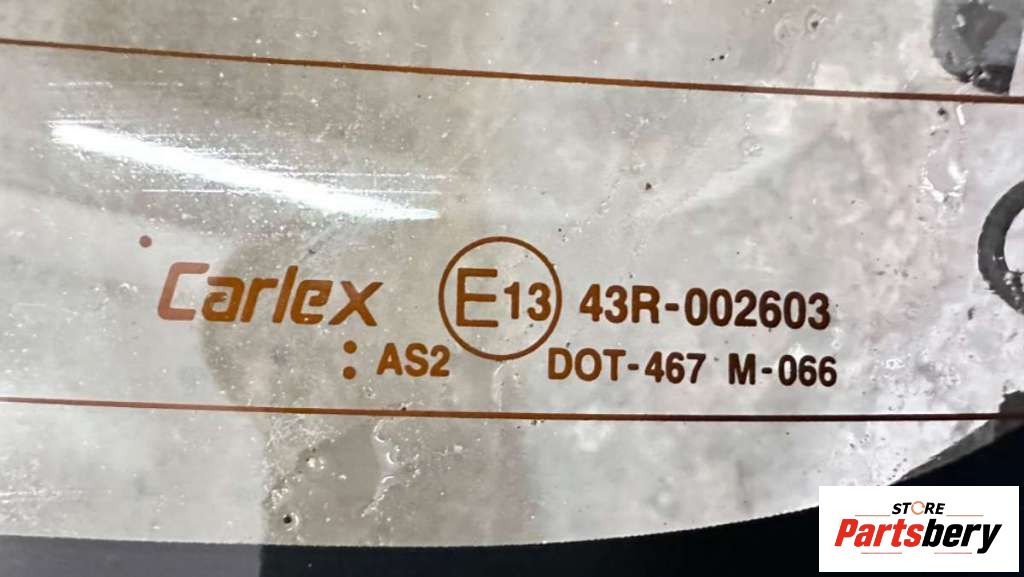 Carlex E13 43R-002603
: AS2 DOT-467 M-066
STORE
Partsbery